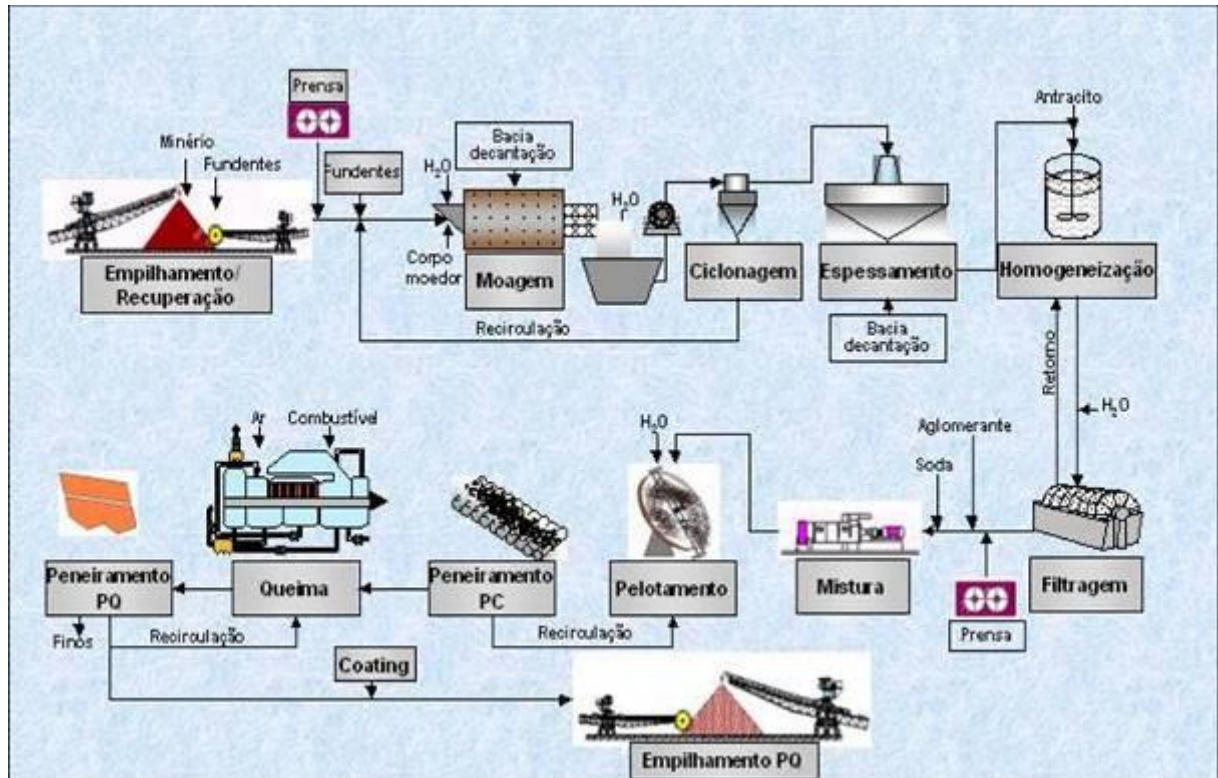 Prensa
Minério
Fundentes
Empilhamento/
Recuperação
Fundentes
H₂O
Corpo
moedor
Bacia
decantação
Moagem
H₂O
Recirculação
Ciclonagem
Espessamento
Bacia
decantação
Antracito
Homogeneização
Retorno
H₂O
Filtragem
Aglomerante
Soda
Prensa
Mistura
H₂O
Pelotamento
Peneiramento
PC
Recirculação
Ar
Combustível
Queima
Peneiramento
PQ
Finos
Recirculação
Coating
Empilhamento PQ